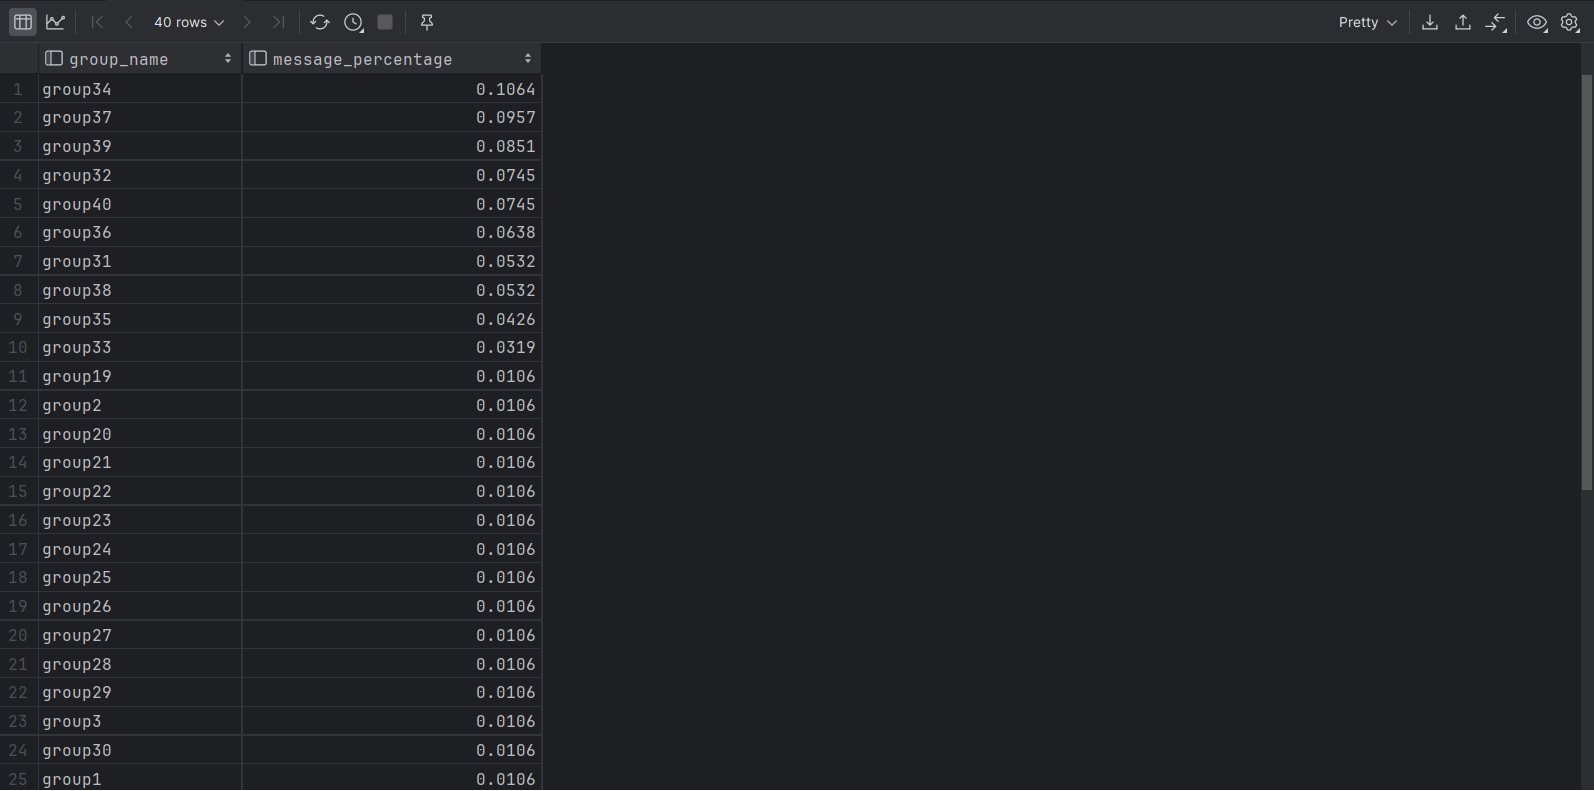 40 rows
Pretty
group_name message_percentage
1 group34 0.1064
2 group37 0.0957
3 group39 0.0851
4 group32 0.0745
5 group40 0.0745
6 group36 0.0638
7 group31 0.0532
8 group38 0.0532
9 group35 0.0426
10 group33 0.0319
11 group19 0.0106
12 group2 0.0106
13 group20 0.0106
14 group21 0.0106
15 group22 0.0106
16 group23 0.0106
17 group24 0.0106
18 group25 0.0106
19 group26 0.0106
20 group27 0.0106
21 group28 0.0106
22 group29 0.0106
23 group3 0.0106
24 group30 0.0106
25 group1 0.0106